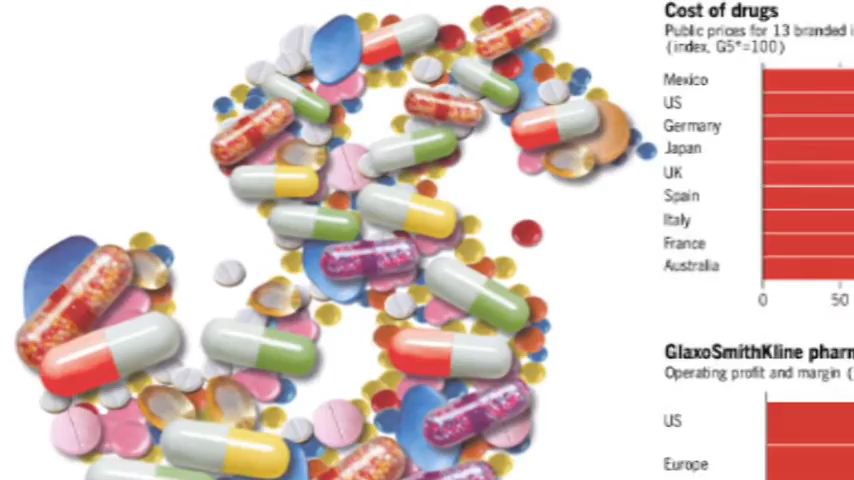 Cost of drugs
Public prices for 13 branded
(index, G5*=100)
Mexico
US
Germany
Japan
UK
Spain
Italy
France
Australia
0 50
GlaxoSmithKline pharm
Operating profit and margin (
US
Europe